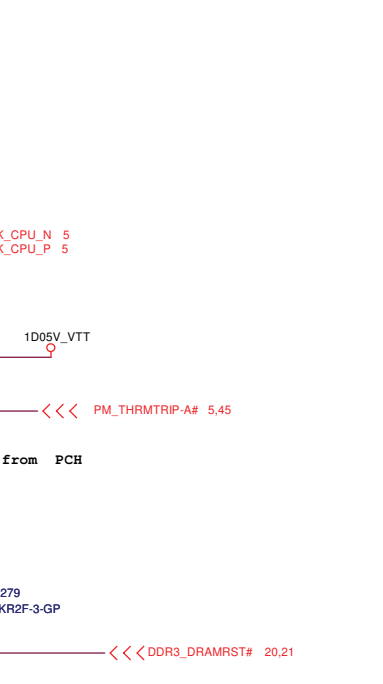 K_CPU_N 5
K_CPU_P 5
1D05V_VTT
PM_THRMTRIP-A# 5,45
from PCH
279
KR2F-3-GP
DDR3_DRAMRST# 20,21